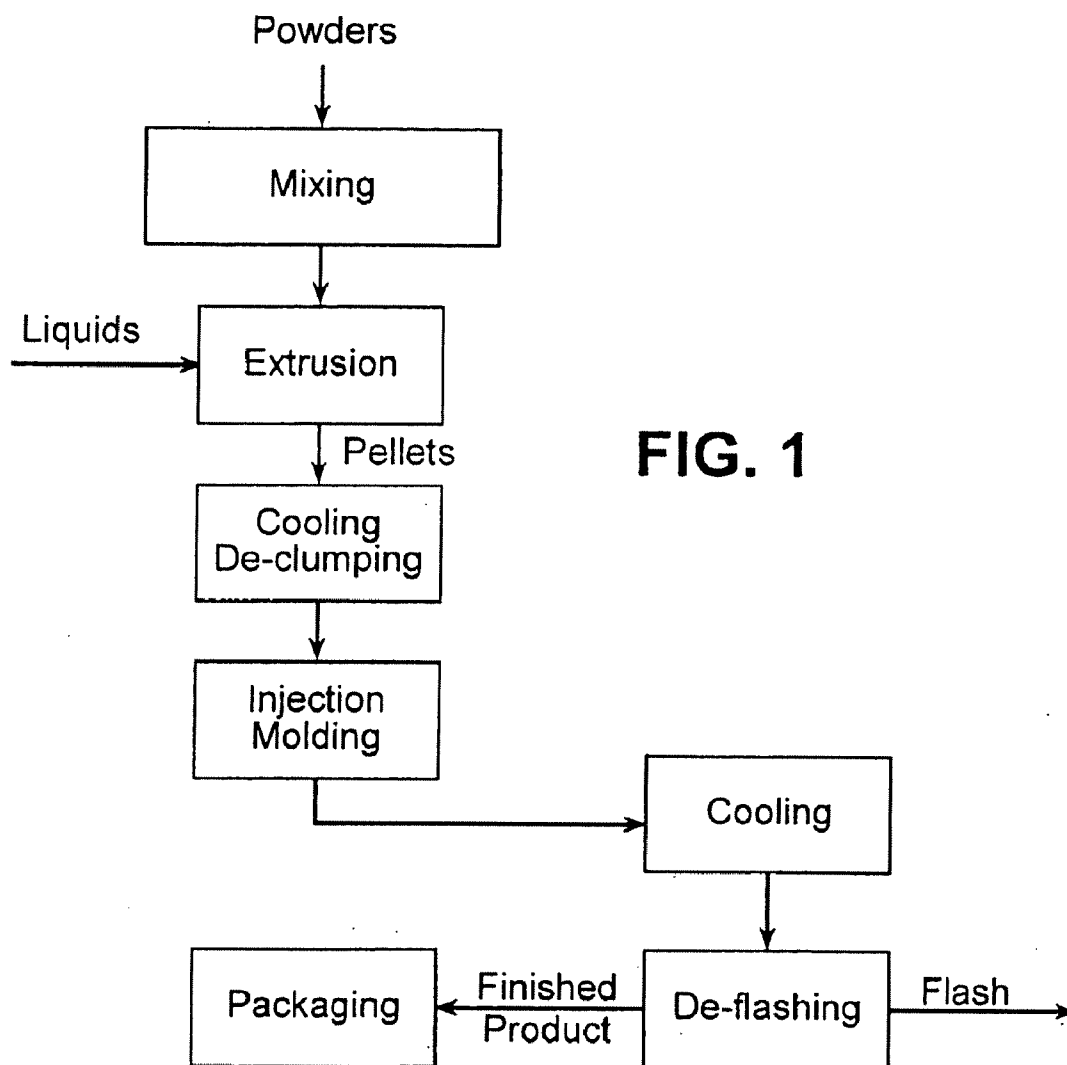 Powders
Mixing
Liquids
Extrusion
Pellets
FIG. 1
Cooling
De-clumping
Injection
Molding
Cooling
Packaging
Finished
Product
De-flashing
Flash